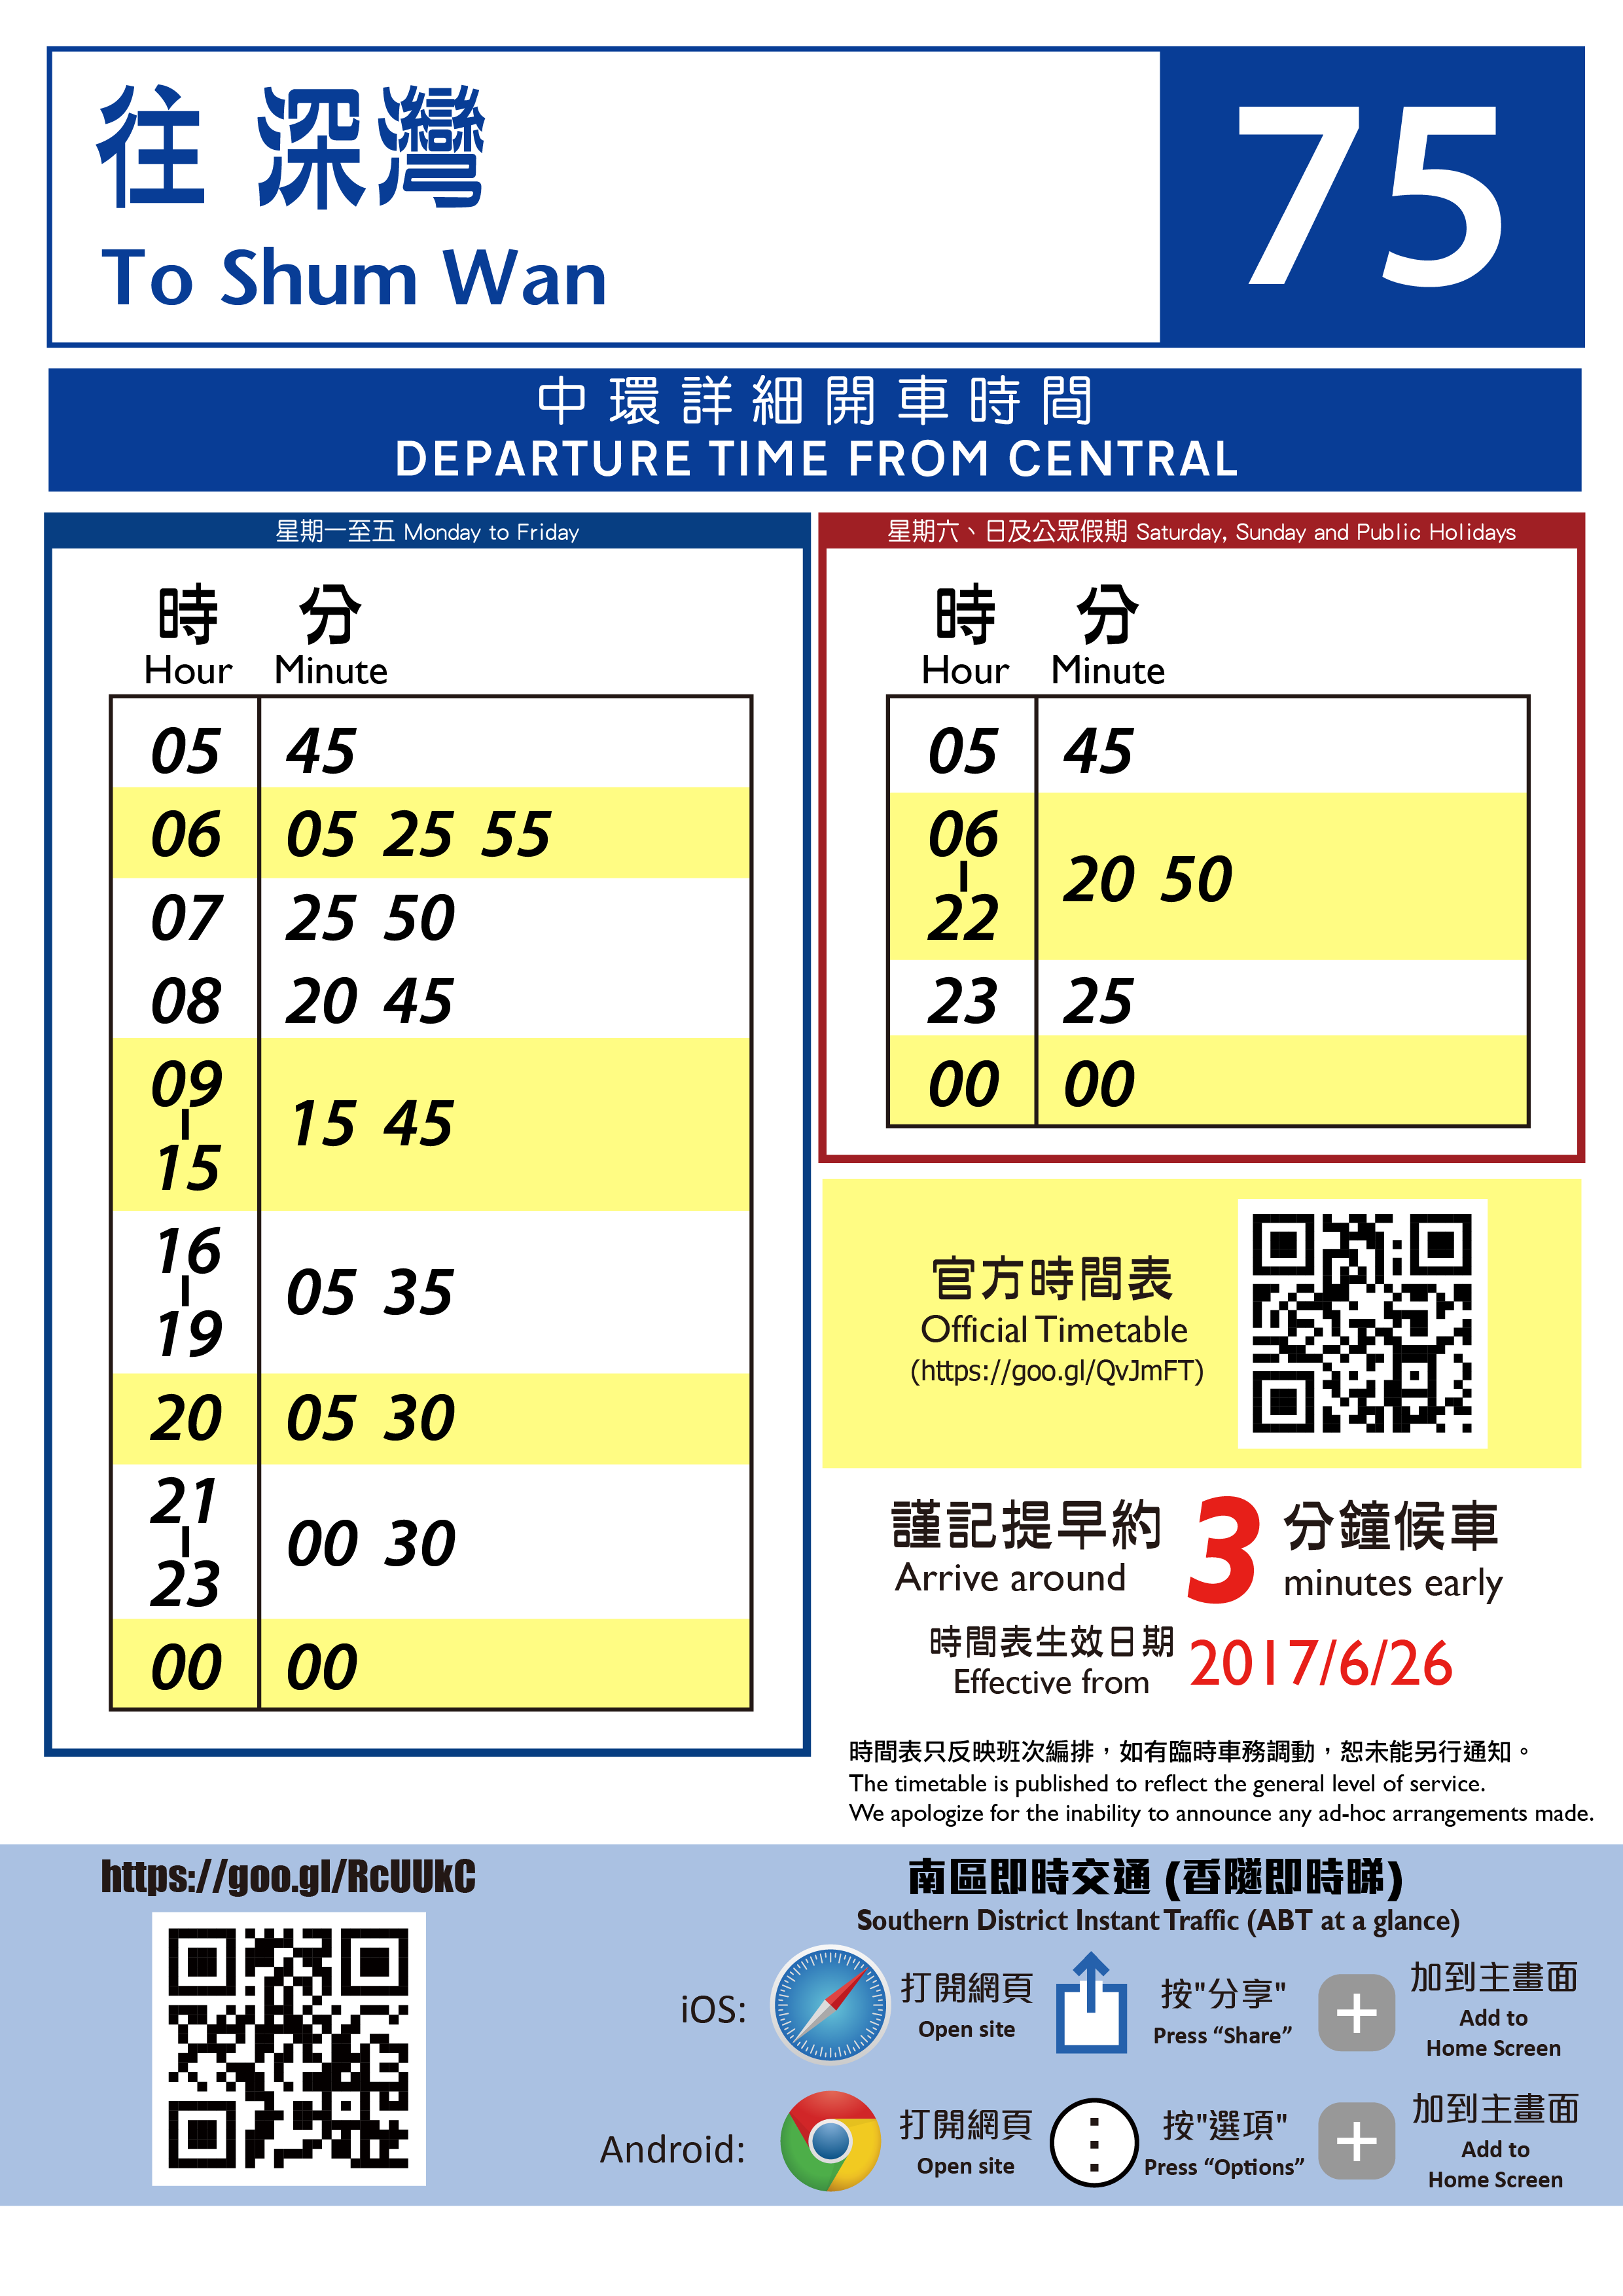 往 深灣
To Shum Wan
75
中環詳細開車時間
DEPARTURE TIME FROM CENTRAL
星期一至五 Monday to Friday
時 分
Hour Minute
05 45
06 05 25 55
07 25 50
08 20 45
09
15 45
15
16
05 35
19
20 05 30
21
00 30
23
00 00
星期六、日及公眾假期 Saturday, Sunday and Public Holidays
時 分
Hour Minute
05 45
06
20 50
22
23 25
00 00
官方時間表
Official Timetable
(https://goo.gl/QvJmFT)
謹記提早約 3 分鐘候車
Arrive around minutes early
時間表生效日期 2017/6/26
Effective from
時間表只反映班次編排，如有臨時車務調動，恕未能另行通知。
The timetable is published to reflect the general level of service.
We apologize for the inability to announce any ad-hoc arrangements made.
https://goo.gl/RcUUkC
南區即時交通 (香隧即時睇)
Southern District Instant Traffic (ABT at a glance)
iOS:
打開網頁
Open site
按"分享"
Press “Share”
加到主畫面
Add to
Home Screen
Android:
打開網頁
Open site
按"選項"
Press “Options”
加到主畫面
Add to
Home Screen